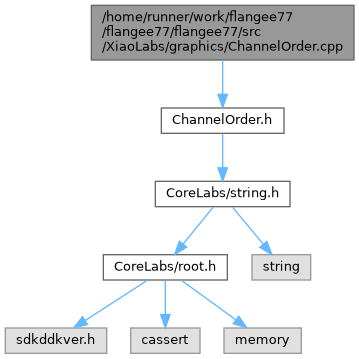 /home/runner/work/flangee77
/flangee77/flangee77/src
/XiaoLabs/graphics/ChannelOrder.cpp
ChannelOrder.h
CoreLabs/string.h
CoreLabs/root.h
string
sdkddkver.h
cassert
memory